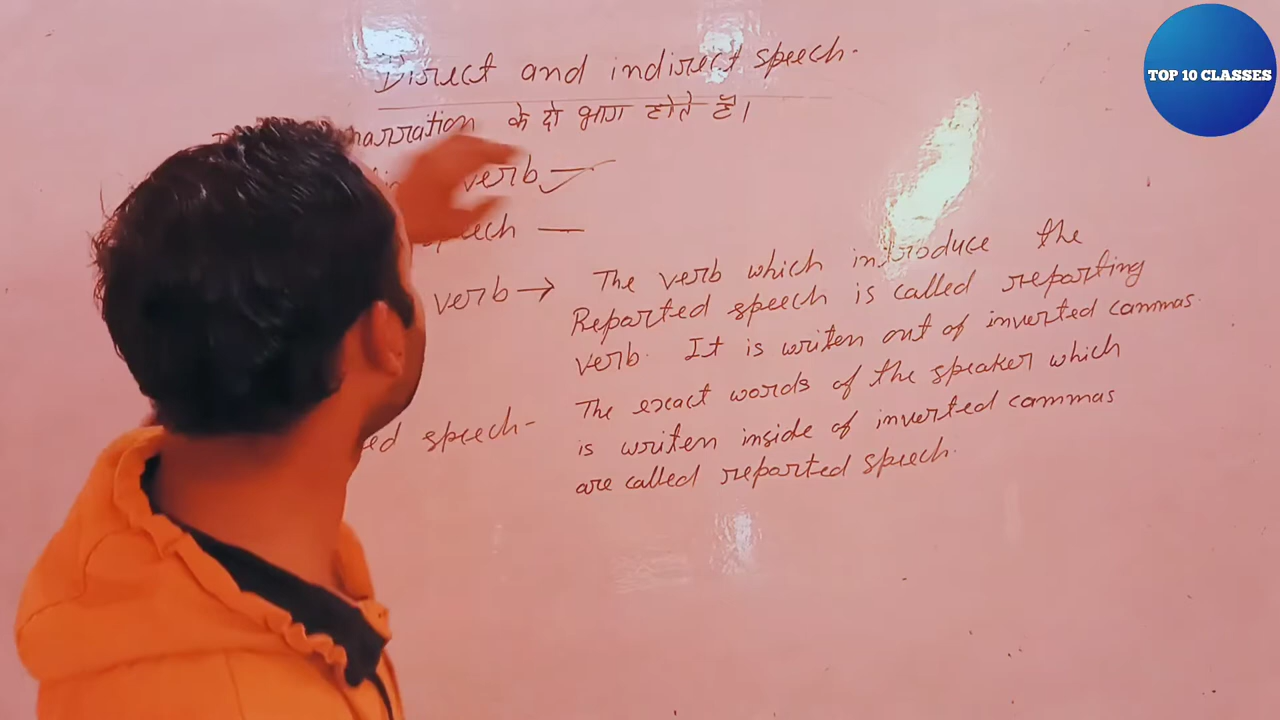 TOP 10 CLASSES
Direct and indirect speech.
narration के दो भाग होते हैं।
verb
speech —
verb → The verb which introduce the
Reported speech is called reporting
verb. It is writen out of inverted cammas.
speech- The exact words of the speaker which
is writen inside of inverted cammas
are called reported speech.